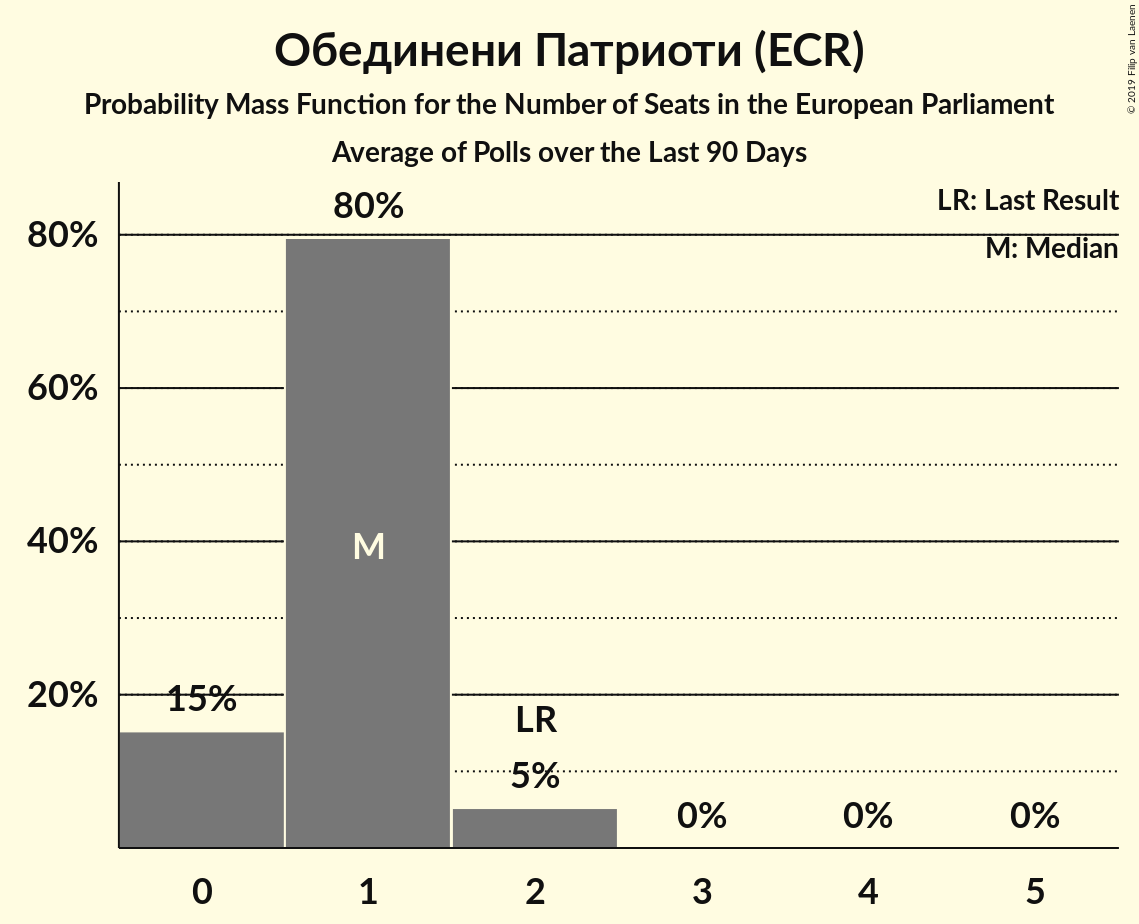 Обединени Патриоти (ECR)
Probability Mass Function for the Number of Seats in the European Parliament
Average of Polls over the Last 90 Days
© 2019 Filip van Laenen
LR: Last Result
M: Median
80%
80%
60%
40%
20%
M
15%
LR
5%
0%
0%
0%
0
1
2
3
4
5